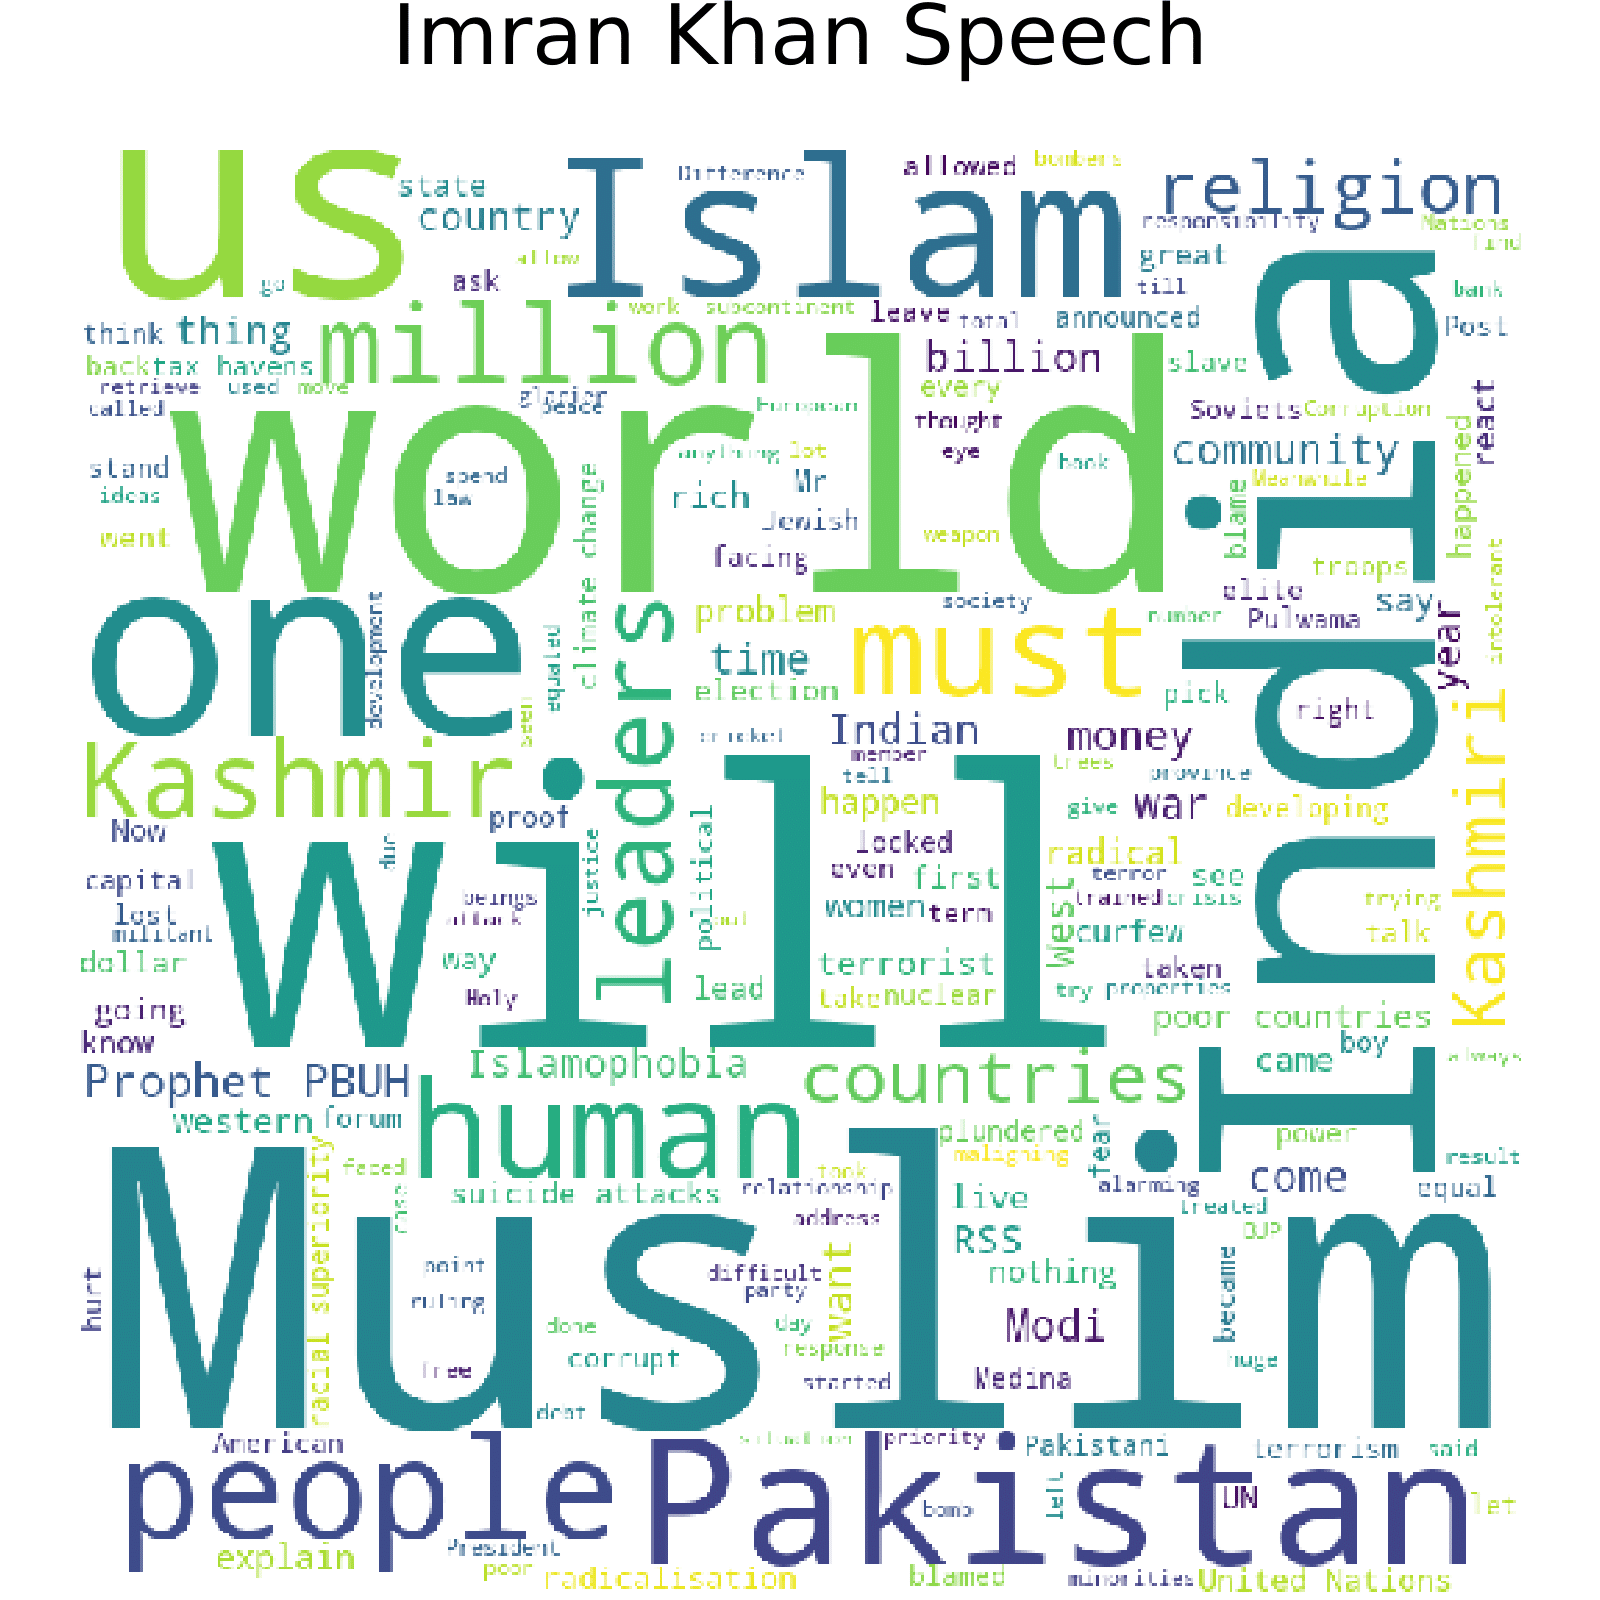 Imran Khan Speech
us
state
country
Islam
Difference
allowed
bombers
religion
responsibility
Nations
find
allow
go
ask
great
till
bank
think
thing
million
work
subcontinent
leave
total
announced
Post
back
tax havens
billion
slave
India
retrieve
used
move
peace
every
called
world
European
thought
Soviets
Corruption
react
stand
spend
anything
lot
eye
book
community
happened
ideas
law
climate change
rich
Mr
Meanwhile
Jewish
blame
went
weapon
facing
troops
intolerant
one
development
equaled
leaders
problem
society
must
number
elite
say
Pulwama
year
time
election
pick
right
Kashmir
seen
cricket
Indian
money
Kashmiri
member
trees
province
tell
happen
give
war
developing
Now
proof
will
justice
political
locked
radical
even
first
terror
see
capital
beings
women
term
West
trained
crisis
trying
lost
attack
militant
curfew
talk
dollar
way
terrorist
taken
going
Holy
lead
take
nuclear
try
properties
know
poor
countries
Islamophobia
came
boy
always
Prophet PBUH
human
countries
western
forum
plundered
fear
power
faced
maligning
result
racial superiority
case
suicide attacks
took
relationship
alarming
come
equal
live
treated
address
BJP
Muslim
RSS
hurt
point
difficult
want
nothing
became
ruling
party
done
day
Modi
response
corrupt
huge
free
started
Medina
debt
American
situation
priority
Pakistani
terrorism
said
people
Pakistan
bomb
UN
let
explain
President
poor
radicalisation
blamed
minorities
United Nations